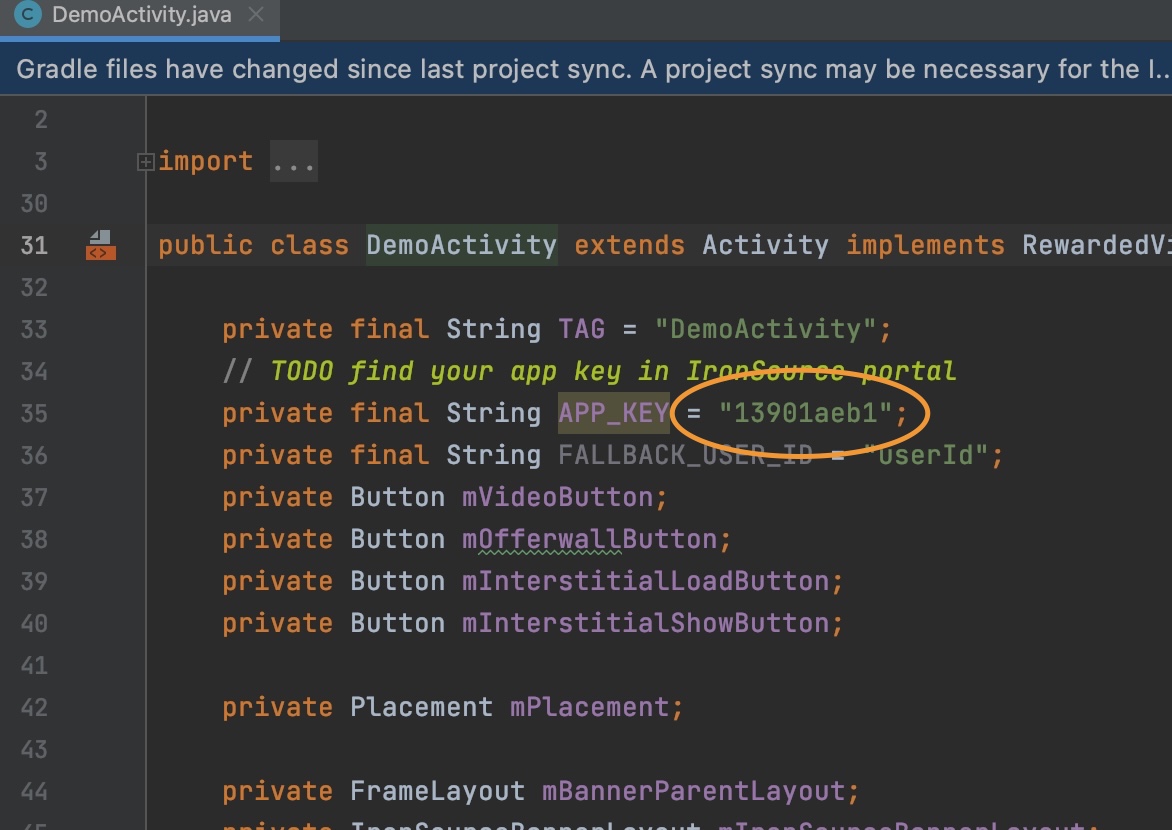 DemoActivity.java
Gradle files have changed since last project sync. A project sync may be necessary for the I...
2
3 import ...
30
31 public class DemoActivity extends Activity implements RewardedVi
32
33 private final String TAG = "DemoActivity";
34 // TODO find your app key in IronSource portal
35 private final String APP_KEY = "13901aeb1";
36 private final String FALLBACK_USER_ID = "userId";
37 private Button mVideoButton;
38 private Button mOfferwallButton;
39 private Button mInterstitialLoadButton;
40 private Button mInterstitialShowButton;
41
42 private Placement mPlacement;
43
44 private FrameLayout mBannerParentLayout;
45 private IronSourceBannerLayout mIronSourceBannerLayout;